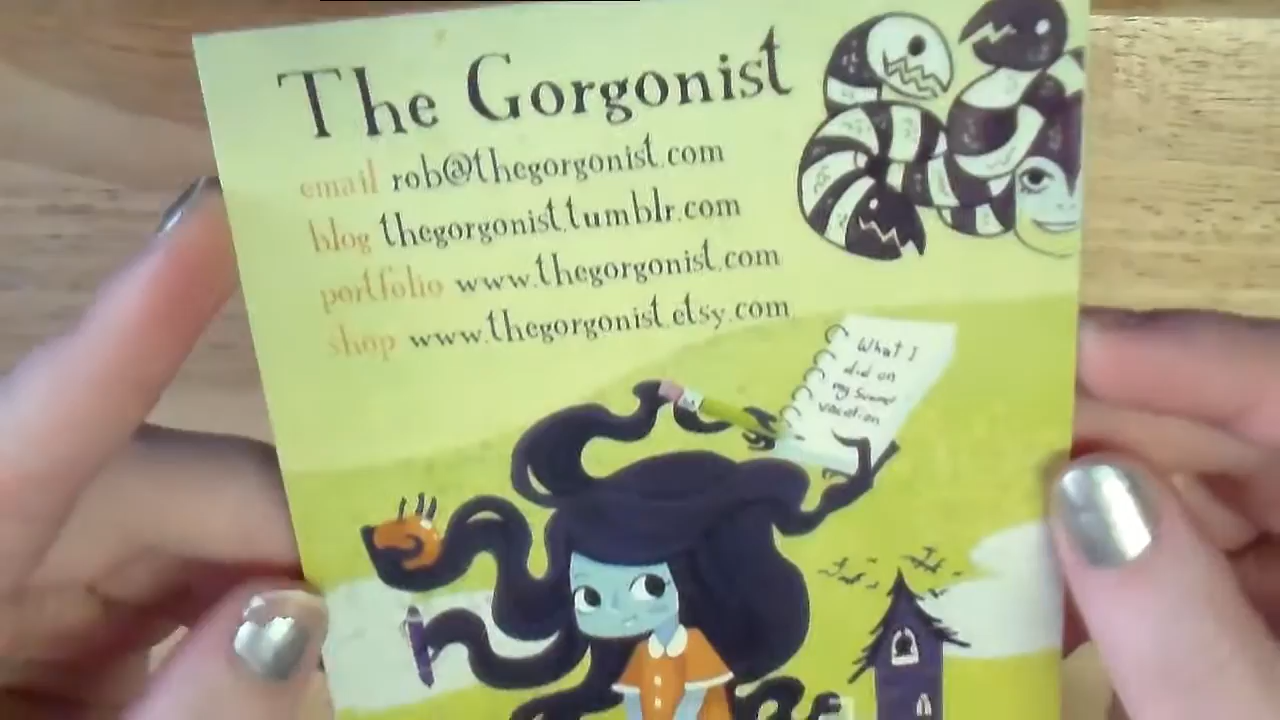 The Gorgonist
email rob@thegorgonist.com
blog thegorgonist.tumblr.com
portfolio www.thegorgonist.com
shop www.thegorgonist.etsy.com
What I
did on
my
vacation